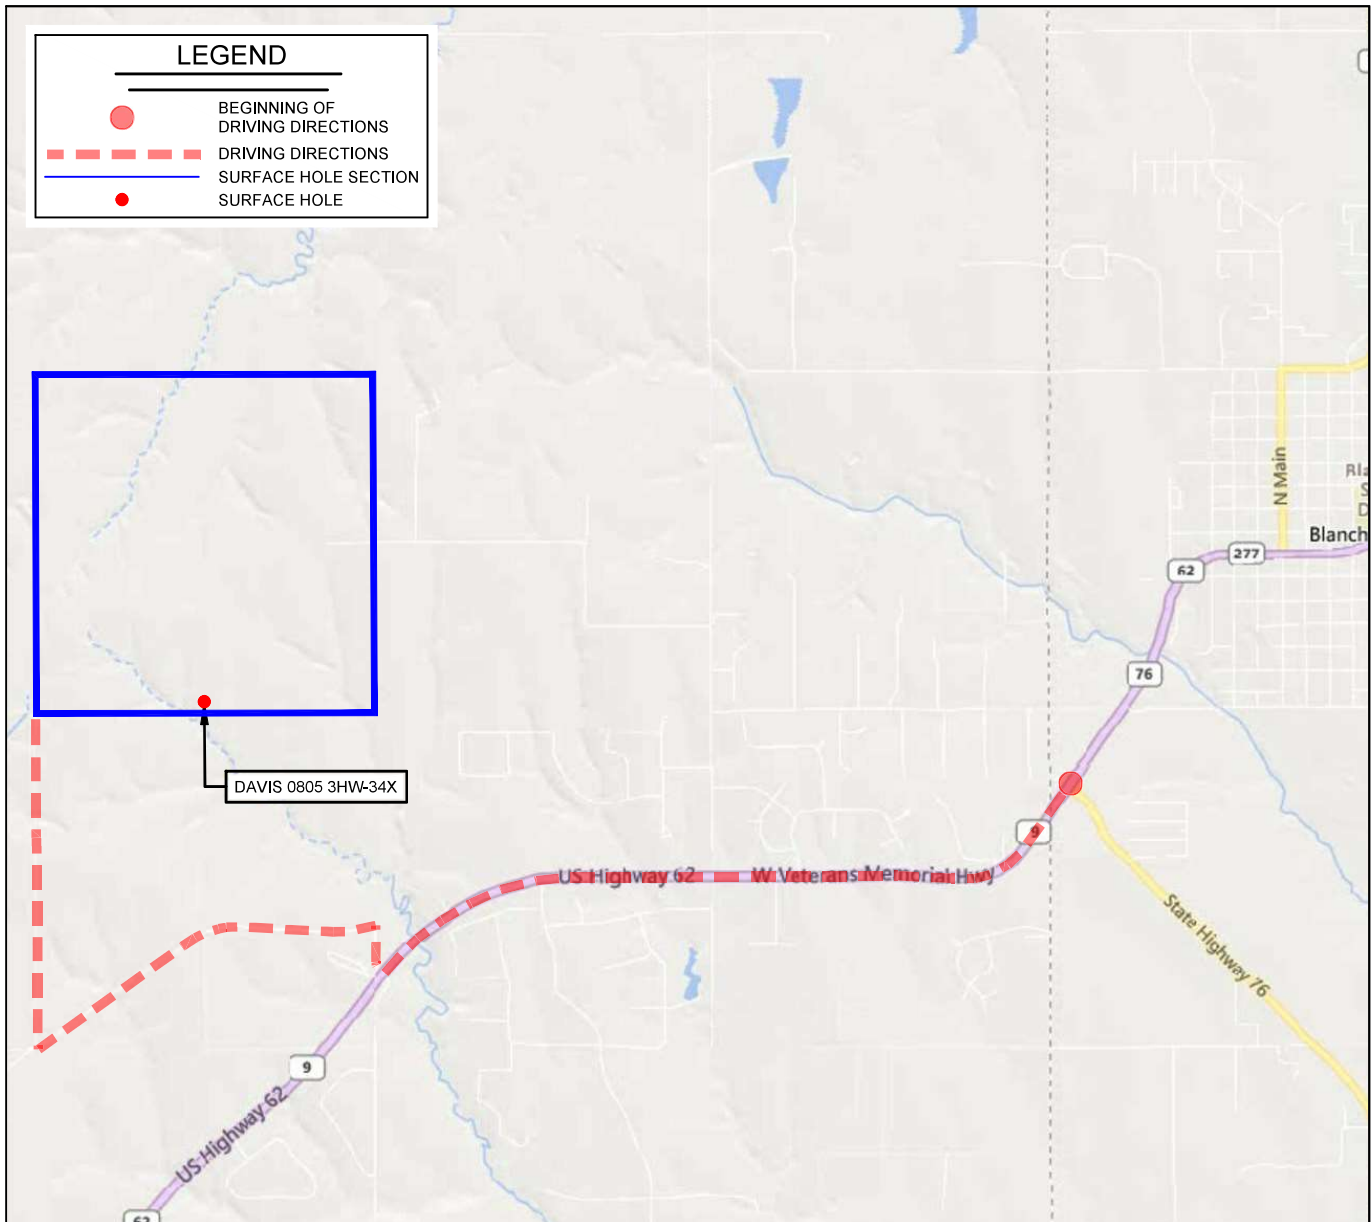 LEGEND
BEGINNING OF
DRIVING DIRECTIONS
DRIVING DIRECTIONS
SURFACE HOLE SECTION
SURFACE HOLE
N Main
Blanch
277
62
76
DAVIS 0805 3HW-34X
9
US Highway 62
W Veterans Memorial Hwy
State Highway 76
9
US Highway 62
62